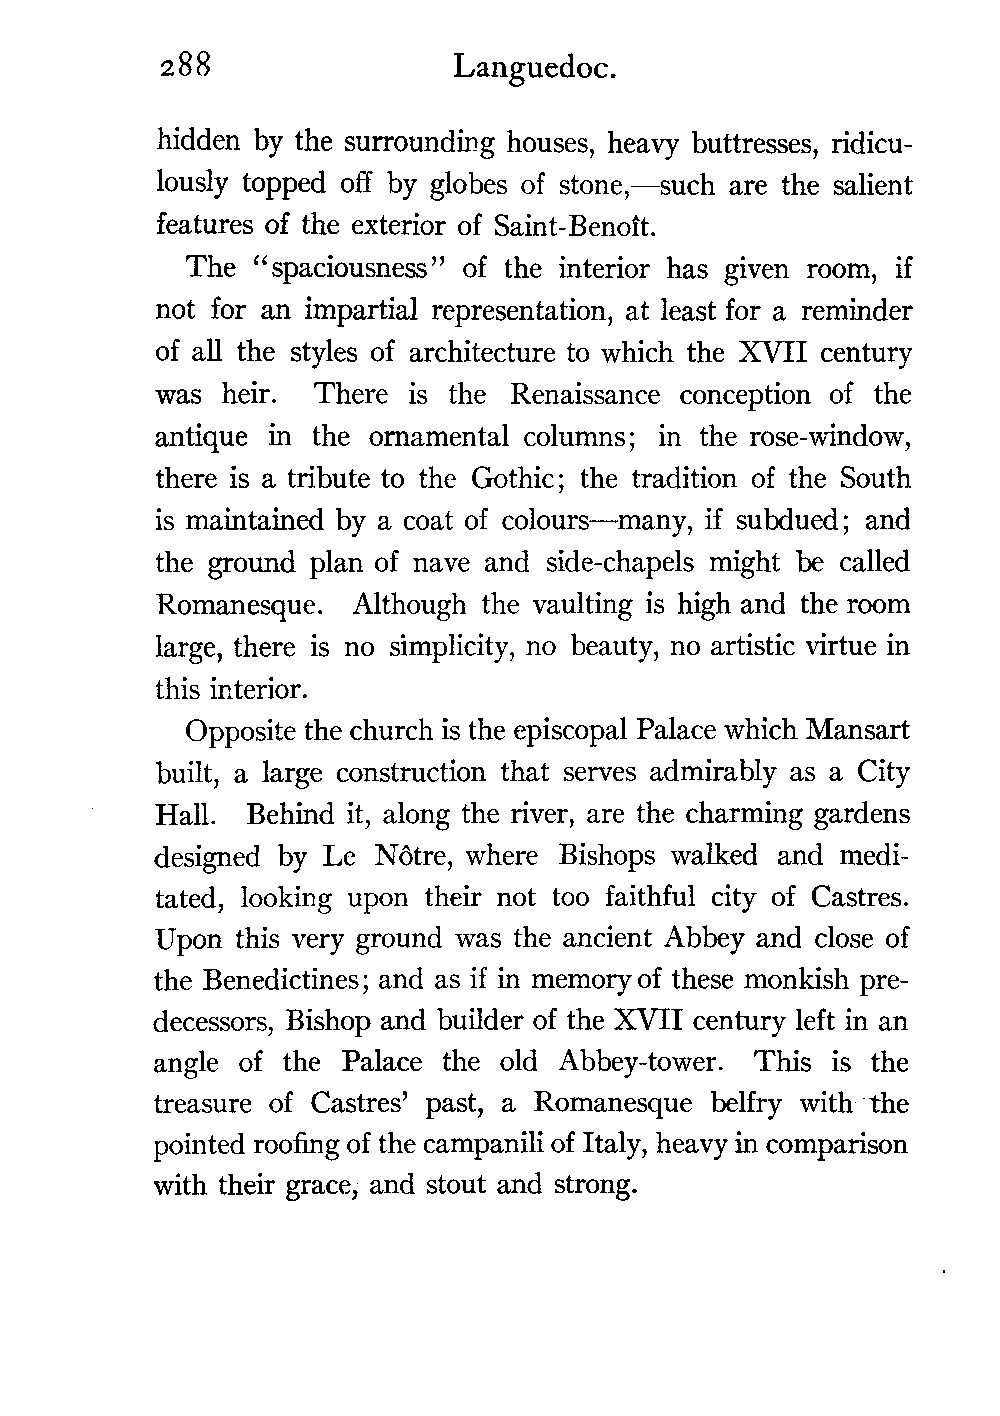 288 Languedoc.
hidden by the surrounding houses, heavy buttresses, ridicu-
lously topped off by globes of stone,—such are the salient
features of the exterior of Saint-Benoît.
The “spaciousness” of the interior has given room, if
not for an impartial representation, at least for a reminder
of all the styles of architecture to which the XVII century
was heir. There is the Renaissance conception of the
antique in the ornamental columns; in the rose-window,
there is a tribute to the Gothic; the tradition of the South
is maintained by a coat of colours—many, if subdued; and
the ground plan of nave and side-chapels might be called
Romanesque. Although the vaulting is high and the room
large, there is no simplicity, no beauty, no artistic virtue in
this interior.
Opposite the church is the episcopal Palace which Mansart
built, a large construction that serves admirably as a City
Hall. Behind it, along the river, are the charming gardens
designed by Le Nôtre, where Bishops walked and medi-
tated, looking upon their not too faithful city of Castres.
Upon this very ground was the ancient Abbey and close of
the Benedictines; and as if in memory of these monkish pre-
decessors, Bishop and builder of the XVII century left in an
angle of the Palace the old Abbey-tower. This is the
treasure of Castres’ past, a Romanesque belfry with the
pointed roofing of the campanili of Italy, heavy in comparison
with their grace, and stout and strong.